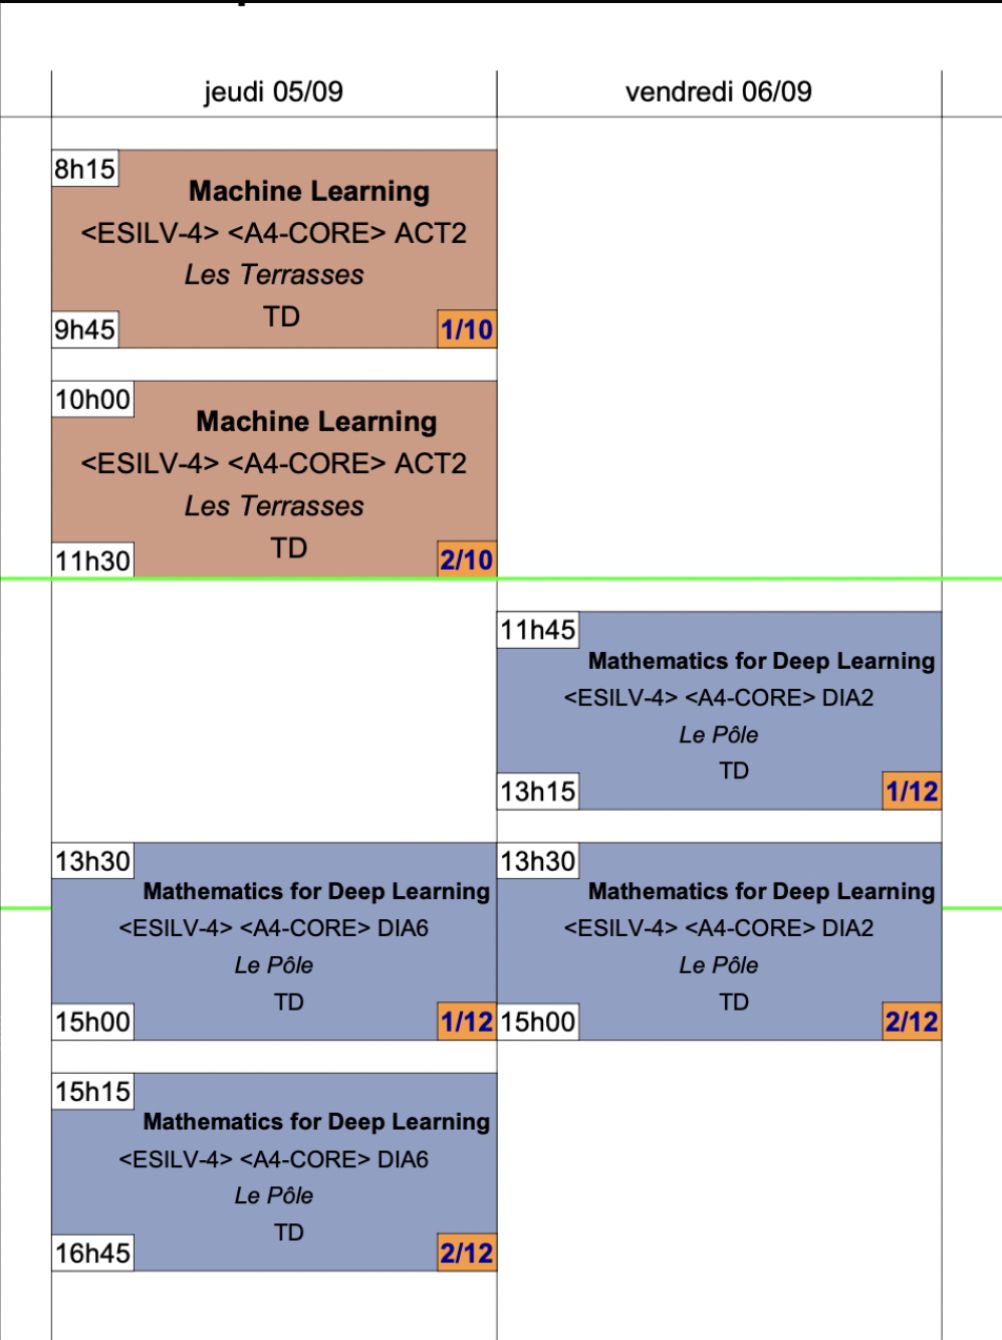 jeudi 05/09
vendredi 06/09
8h15
Machine Learning
<ESILV-4> <A4-CORE> ACT2
Les Terrasses
TD
9h45
1/10
10h00
Machine Learning
<ESILV-4> <A4-CORE> ACT2
Les Terrasses
TD
11h30
2/10
13h30
Mathematics for Deep Learning
<ESILV-4> <A4-CORE> DIA6
Le Pôle
TD
15h00
1/12
15h15
Mathematics for Deep Learning
<ESILV-4> <A4-CORE> DIA6
Le Pôle
TD
16h45
2/12
11h45
Mathematics for Deep Learning
<ESILV-4> <A4-CORE> DIA2
Le Pôle
TD
13h15
1/12
13h30
Mathematics for Deep Learning
<ESILV-4> <A4-CORE> DIA2
Le Pôle
TD
15h00
2/12